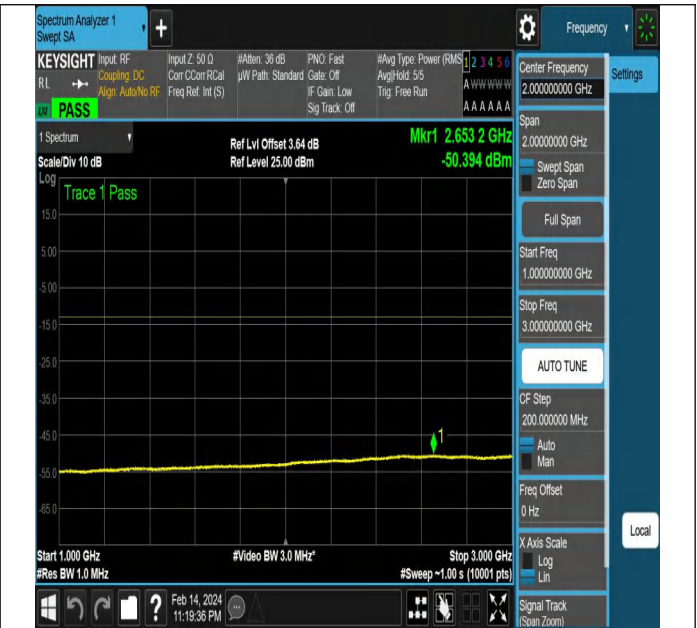 Spectrum Analyzer 1
Swept SA
+
Frequency
KEYSIGHT
RL
PASS
Input: RF
Coupling: DC
Align: Auto/No RF
Input Z: 50 Ω
Corr CCorr RCal
Freq Ref: Int (S)
#Atten: 36 dB
µW Path: Standard
PNO: Fast
Gate: Off
IF Gain: Low
Sig Track: Off
#Avg Type: Power (RMS
Avg|Hold: 5/5
Trig: Free Run
1 2 3 4 5 6
A W W W W W
A A A A A A
Center Frequency
2.000000000 GHz
Settings
Span
2.00000000 GHz
Swept Span
Zero Span
Full Span
Start Freq
1.000000000 GHz
Stop Freq
3.000000000 GHz
AUTO TUNE
CF Step
200.000000 MHz
Auto
Man
Freq Offset
0 Hz
X Axis Scale
Log
Lin
Signal Track
(Span Zoom)
Local
1 Spectrum
Scale/Div 10 dB
Ref Lvl Offset 3.64 dB
Ref Level 25.00 dBm
Mkr1 2.653 2 GHz
-50.394 dBm
Log
Trace 1 Pass
15.0
5.00
-5.00
-15.0
-25.0
-35.0
-45.0
-55.0
-65.0
1
Start 1.000 GHz
#Res BW 1.0 MHz
#Video BW 3.0 MHz*
Stop 3.000 GHz
#Sweep ~1.00 s (10001 pts)
?
Feb 14, 2024
11:19:36 PM